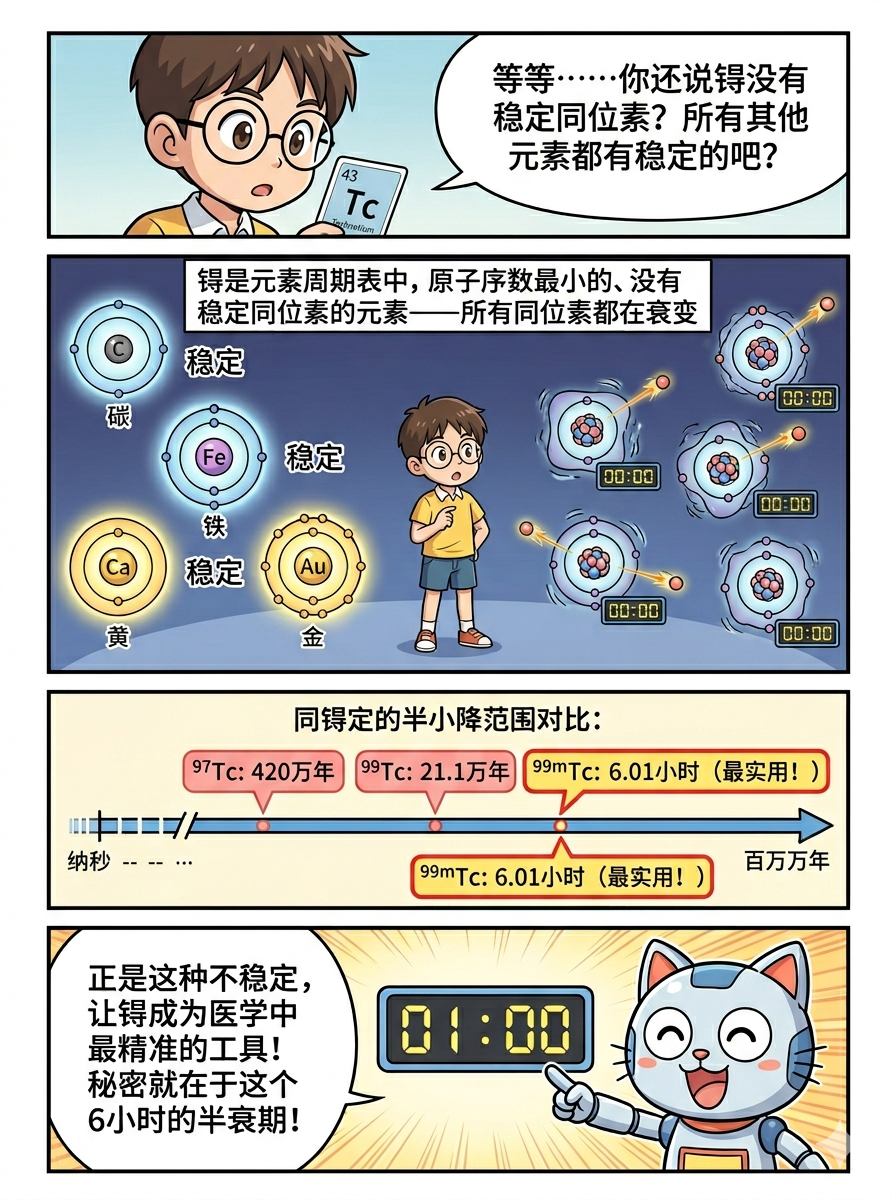 等等……你还说锝没有
稳定同位素？所有其他
元素都有稳定的吧？
43
Tc
锝是元素周期表中，原子序数最小的、没有
稳定同位素的元素——所有同位素都在衰变
C
稳定
碳
Fe
稳定
铁
Ca
稳定
Au
黄
金
00:00
00:00
00:00
00:00
00:00
同锝定的半小降范围对比：
⁹⁷Tc: 420万年
⁹⁹Tc: 21.1万年
⁹⁹ᵐTc: 6.01小时（最实用！）
纳秒 -- -- ···
⁹⁹ᵐTc: 6.01小时（最实用！）
百万万年
正是这种不稳定，
让锝成为医学中
最精准的工具！
秘密就在于这个
6小时的半衰期！
01:00